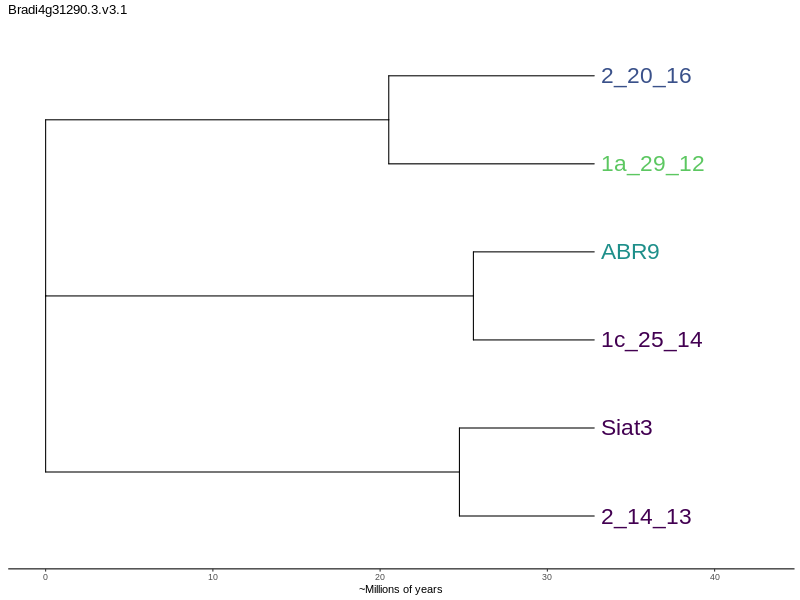 Bradi4g31290.3.v3.1
2_20_16
1a_29_12
ABR9
1c_25_14
Siat3
2_14_13
0 10 20 30 40
~Millions of years